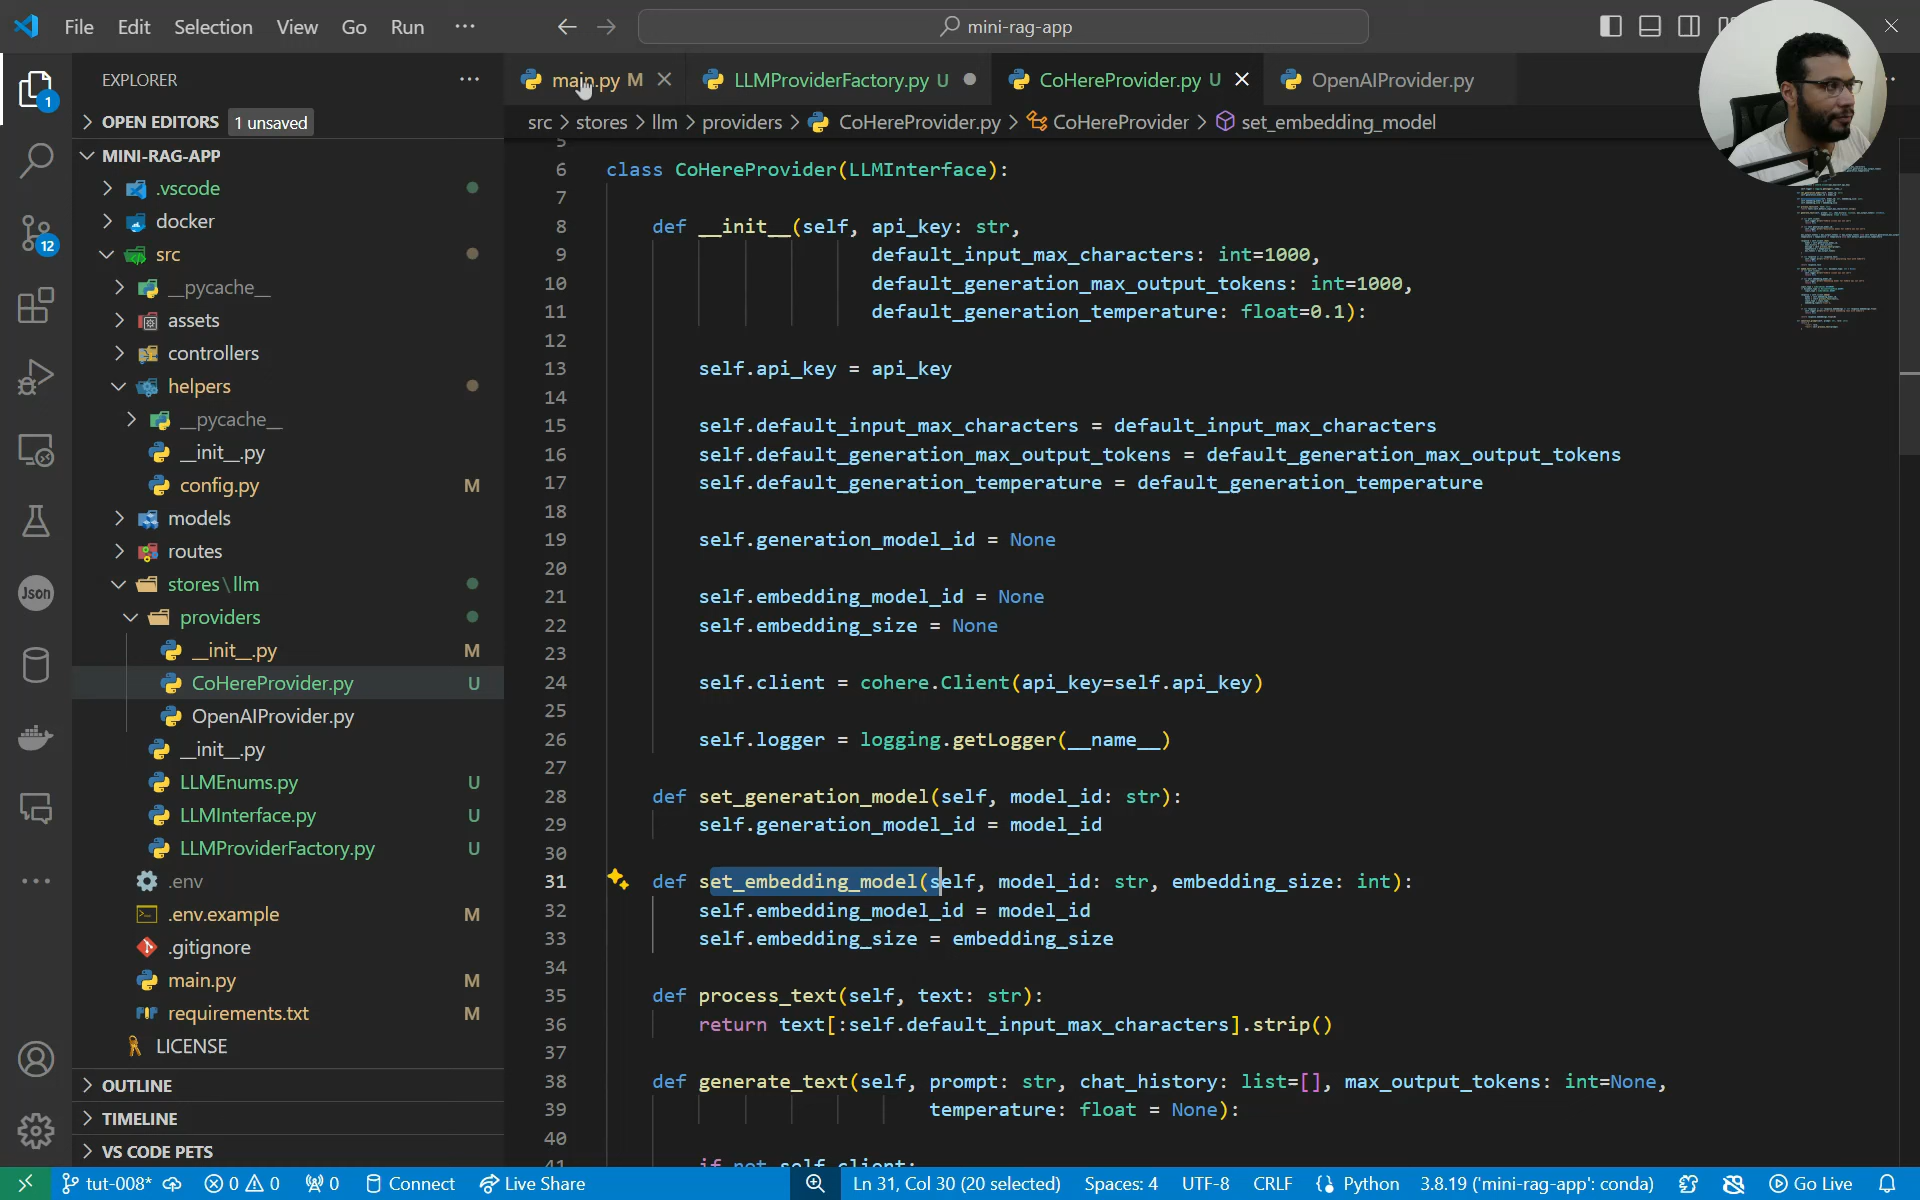 File Edit Selection View Go Run ···
mini-rag-app
EXPLORER
OPEN EDITORS 1 unsaved
MINI-RAG-APP
.vscode
docker
src
__pycache__
assets
controllers
helpers
__pycache__
__init__.py
config.py M
models
routes
stores\llm
providers
__init__.py M
CoHereProvider.py U
OpenAIProvider.py
__init__.py
LLMEnums.py U
LLMInterface.py U
LLMProviderFactory.py U
.env
.env.example M
.gitignore
main.py M
requirements.txt M
LICENSE
OUTLINE
TIMELINE
VS CODE PETS
1
12
Json
main.py M LLMProviderFactory.py U CoHereProvider.py U OpenAIProvider.py
src > stores > llm > providers > CoHereProvider.py > CoHereProvider > set_embedding_model
5
6 class CoHereProvider(LLMInterface):
7
8 def __init__(self, api_key: str,
9 default_input_max_characters: int=1000,
10 default_generation_max_output_tokens: int=1000,
11 default_generation_temperature: float=0.1):
12
13 self.api_key = api_key
14
15 self.default_input_max_characters = default_input_max_characters
16 self.default_generation_max_output_tokens = default_generation_max_output_tokens
17 self.default_generation_temperature = default_generation_temperature
18
19 self.generation_model_id = None
20
21 self.embedding_model_id = None
22 self.embedding_size = None
23
24 self.client = cohere.Client(api_key=self.api_key)
25
26 self.logger = logging.getLogger(__name__)
27
28 def set_generation_model(self, model_id: str):
29 self.generation_model_id = model_id
30
31 def set_embedding_model(self, model_id: str, embedding_size: int):
32 self.embedding_model_id = model_id
33 self.embedding_size = embedding_size
34
35 def process_text(self, text: str):
36 return text[:self.default_input_max_characters].strip()
37
38 def generate_text(self, prompt: str, chat_history: list=[], max_output_tokens: int=None,
39 temperature: float = None):
40
41 if not self.client:
tut-008* 0 0 0 Connect Live Share Ln 31, Col 30 (20 selected) Spaces: 4 UTF-8 CRLF Python 3.8.19 ('mini-rag-app': conda) Go Live